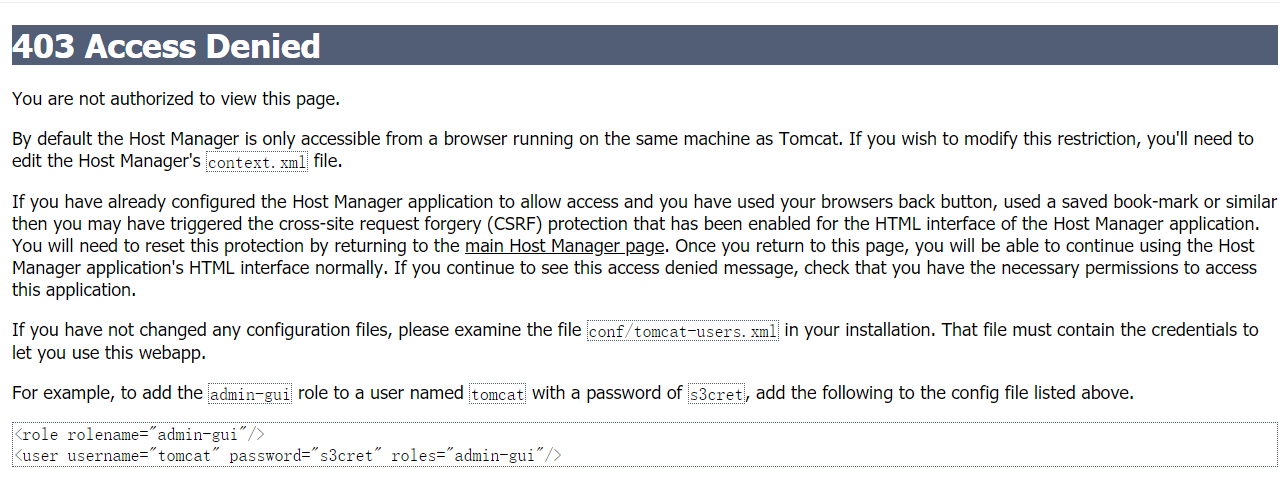 403 Access Denied
You are not authorized to view this page.
By default the Host Manager is only accessible from a browser running on the same machine as Tomcat. If you wish to modify this restriction, you'll need to
edit the Host Manager's context.xml file.
If you have already configured the Host Manager application to allow access and you have used your browsers back button, used a saved book-mark or similar
then you may have triggered the cross-site request forgery (CSRF) protection that has been enabled for the HTML interface of the Host Manager application.
You will need to reset this protection by returning to the main Host Manager page. Once you return to this page, you will be able to continue using the Host
Manager application's HTML interface normally. If you continue to see this access denied message, check that you have the necessary permissions to access
this application.
If you have not changed any configuration files, please examine the file conf/tomcat-users.xml in your installation. That file must contain the credentials to
let you use this webapp.
For example, to add the admin-gui role to a user named tomcat with a password of s3cret, add the following to the config file listed above.
<role rolename="admin-gui"/>
<user username="tomcat" password="s3cret" roles="admin-gui"/>